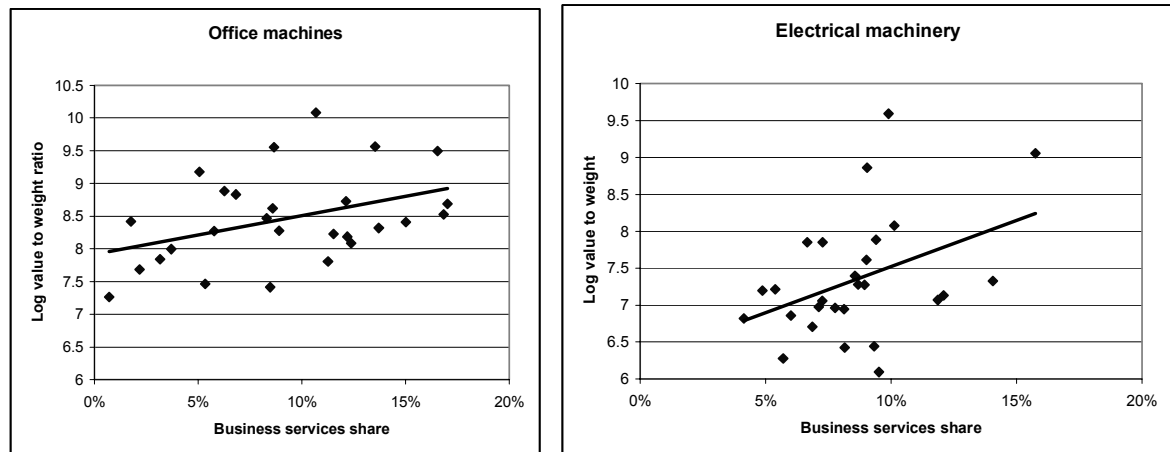 Office machines
Log value to weight ratio
10.5
10
9.5
9
8.5
8
7.5
7
6.5
6
0% 5% 10% 15% 20%
Business services share
Electrical machinery
Log value to weight
10
9.5
9
8.5
8
7.5
7
6.5
6
0% 5% 10% 15% 20%
Business services share